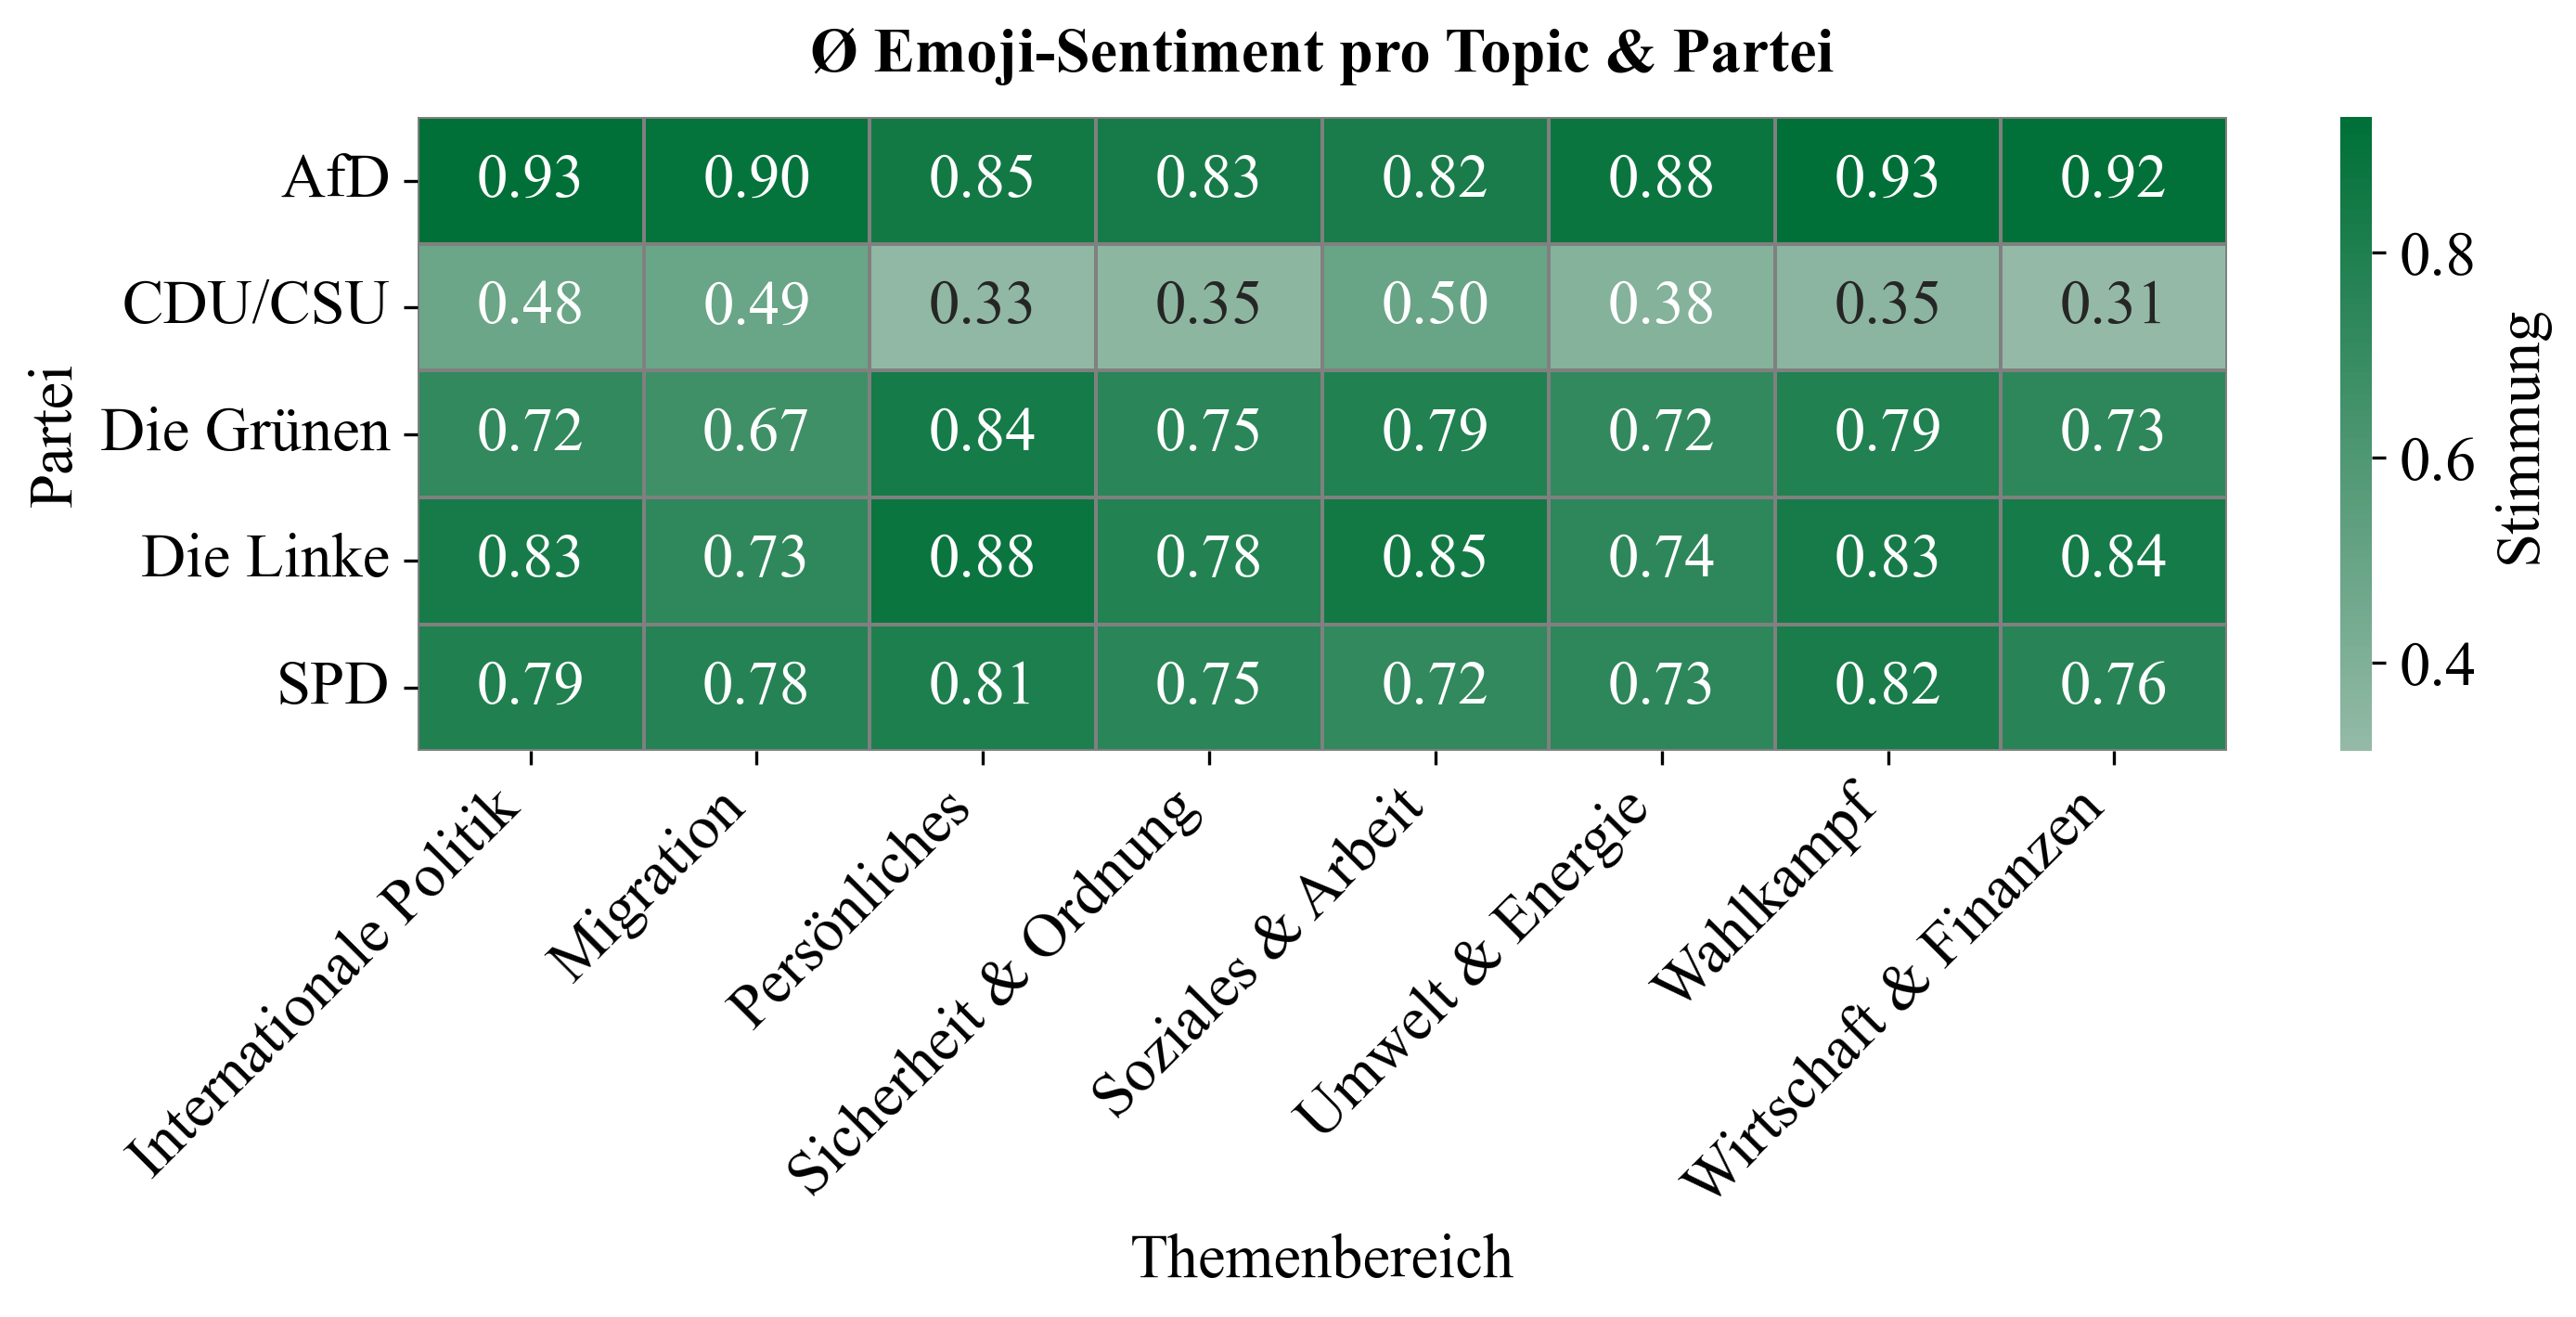 Ø Emoji-Sentiment pro Topic & Partei
Partei
AfD 0.93 0.90 0.85 0.83 0.82 0.88 0.93 0.92
CDU/CSU 0.48 0.49 0.33 0.35 0.50 0.38 0.35 0.31
Die Grünen 0.72 0.67 0.84 0.75 0.79 0.72 0.79 0.73
Die Linke 0.83 0.73 0.88 0.78 0.85 0.74 0.83 0.84
SPD 0.79 0.78 0.81 0.75 0.72 0.73 0.82 0.76
Internationale Politik
Migration
Persönliches
Sicherheit & Ordnung
Soziales & Arbeit
Umwelt & Energie
Wahlkampf
Wirtschaft & Finanzen
Themenbereich
0.8
0.6
0.4
Stimmung